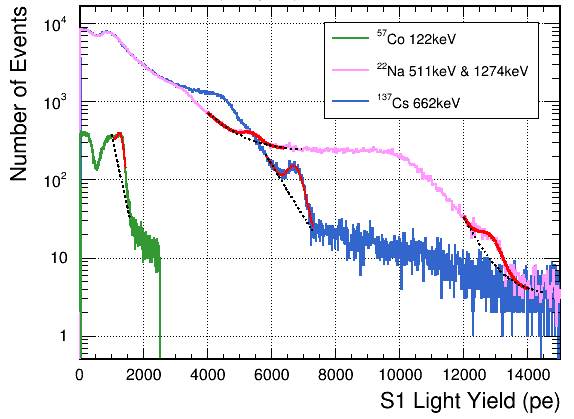 Number of Events
10⁴
10³
10²
10
1
⁵⁷Co 122keV
²²Na 511keV & 1274keV
¹³⁷Cs 662keV
0 2000 4000 6000 8000 10000 12000 14000
S1 Light Yield (pe)